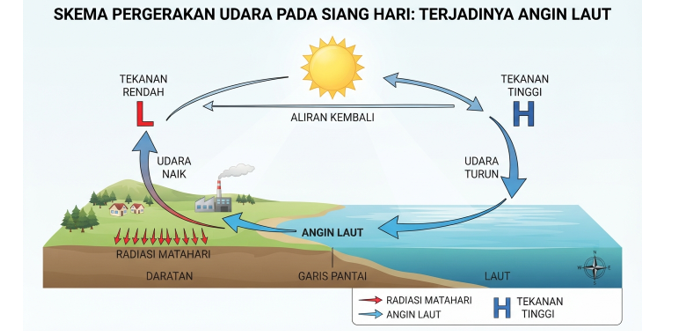 SKEMA PERGERAKAN UDARA PADA SIANG HARI: TERJADINYA ANGIN LAUT
TEKANAN
RENDAH
L
TEKANAN
TINGGI
H
ALIRAN KEMBALI
UDARA
NAIK
UDARA
TURUN
ANGIN LAUT
RADIASI MATAHARI
DARATAN
GARIS PANTAI
LAUT
RADIASI MATAHARI
ANGIN LAUT
H
TEKANAN
TINGGI